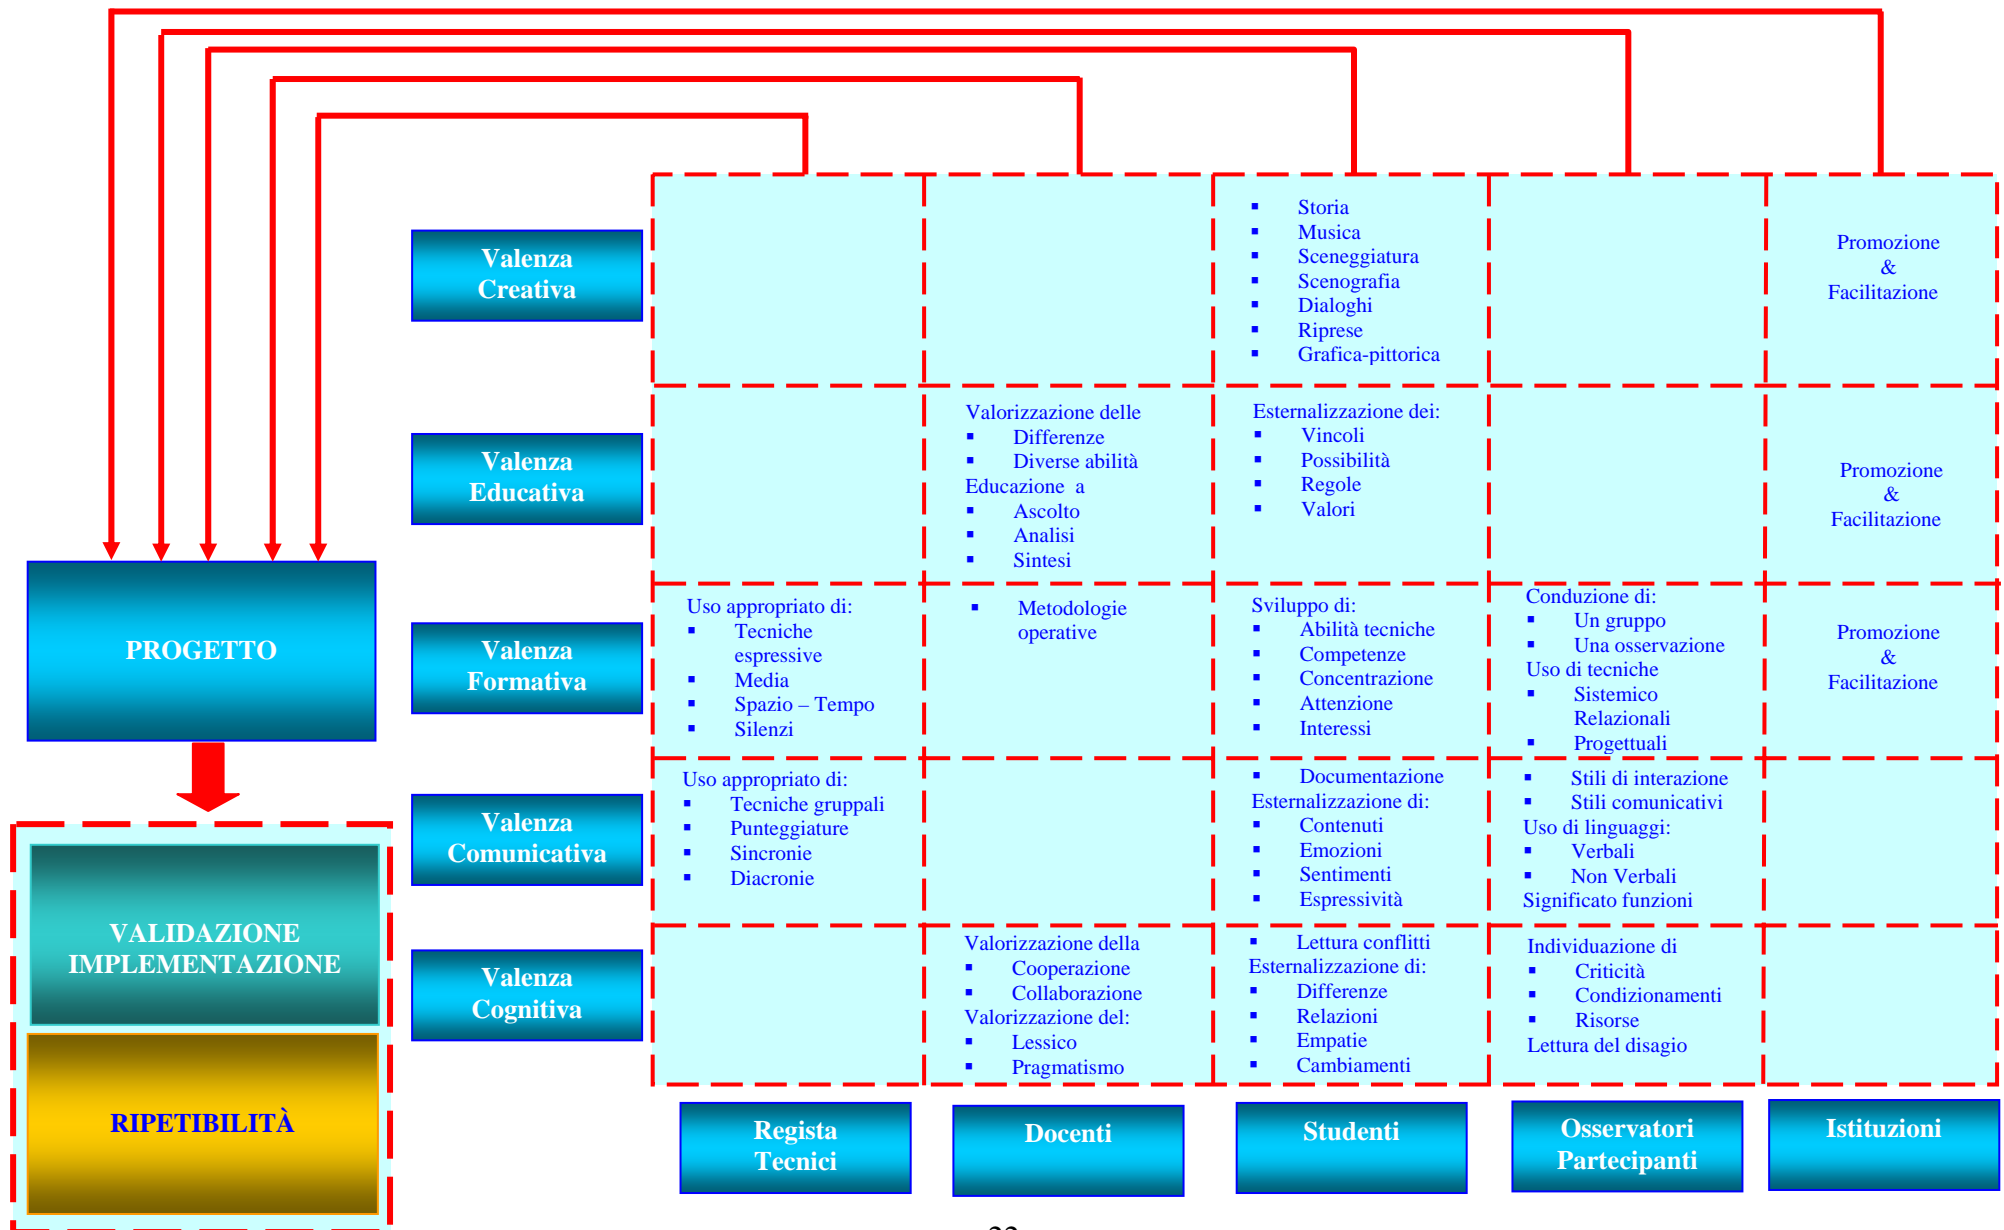 Valenza
Creativa
▪ Storia
▪ Musica
▪ Sceneggiatura
▪ Scenografia
▪ Dialoghi
▪ Riprese
▪ Grafica-pittorica
Promozione
&
Facilitazione
Valenza
Educativa
Valorizzazione delle
▪ Differenze
▪ Diverse abilità
Educazione a
▪ Ascolto
▪ Analisi
▪ Sintesi
Esternalizzazione dei:
▪ Vincoli
▪ Possibilità
▪ Regole
▪ Valori
Promozione
&
Facilitazione
PROGETTO
Valenza
Formativa
Uso appropriato di:
▪ Tecniche
espressive
▪ Media
▪ Spazio – Tempo
▪ Silenzi
▪ Metodologie
operative
Sviluppo di:
▪ Abilità tecniche
▪ Competenze
▪ Concentrazione
▪ Attenzione
▪ Interessi
Conduzione di:
▪ Un gruppo
▪ Una osservazione
Uso di tecniche
▪ Sistemico
Relazionali
▪ Progettuali
Promozione
&
Facilitazione
Valenza
Comunicativa
Uso appropriato di:
▪ Tecniche gruppali
▪ Punteggiature
▪ Sincronie
▪ Diacronie
▪ Documentazione
Esternalizzazione di:
▪ Contenuti
▪ Emozioni
▪ Sentimenti
▪ Espressività
▪ Stili di interazione
▪ Stili comunicativi
Uso di linguaggi:
▪ Verbali
▪ Non Verbali
Significato funzioni
VALIDAZIONE
IMPLEMENTAZIONE
Valenza
Cognitiva
Valorizzazione della
▪ Cooperazione
▪ Collaborazione
Valorizzazione del:
▪ Lessico
▪ Pragmatismo
▪ Lettura conflitti
Esternalizzazione di:
▪ Differenze
▪ Relazioni
▪ Empatie
▪ Cambiamenti
Individuazione di
▪ Criticità
▪ Condizionamenti
▪ Risorse
Lettura del disagio
RIPETIBILITÀ
Regista
Tecnici
Docenti
Studenti
Osservatori
Partecipanti
Istituzioni